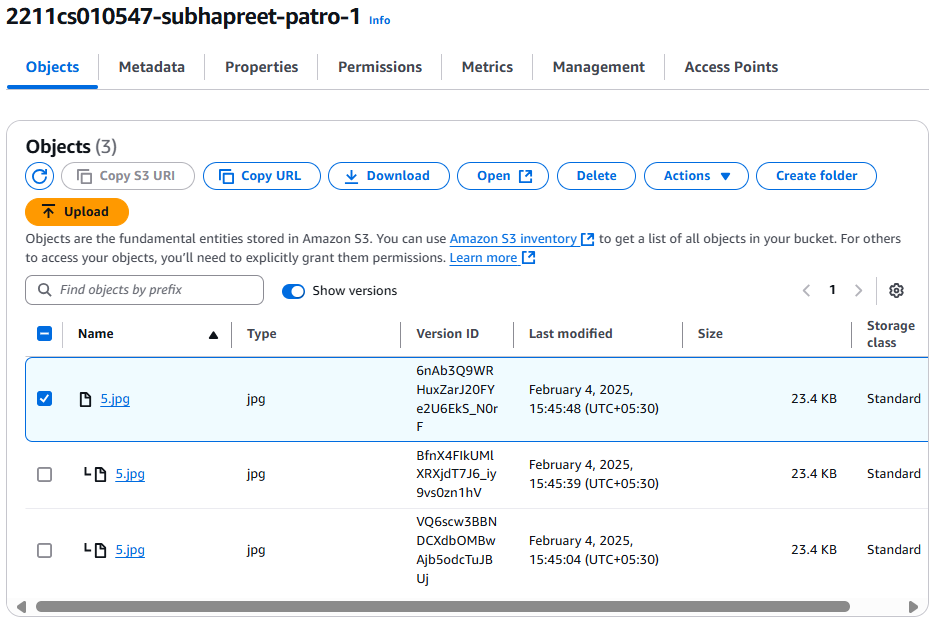 2211cs010547-subhapreet-patro-1 Info
Objects Metadata Properties Permissions Metrics Management Access Points
Objects (3)
Copy S3 URI Copy URL Download Open Delete Actions Create folder
Upload
Objects are the fundamental entities stored in Amazon S3. You can use Amazon S3 inventory to get a list of all objects in your bucket. For others
to access your objects, you'll need to explicitly grant them permissions. Learn more
Find objects by prefix Show versions 1
Name Type Version ID Last modified Size Storage
class
5.jpg jpg 6nAb3Q9WR
HuxZarJ20FY
e2U6EkS_N0r
F February 4, 2025,
15:45:48 (UTC+05:30) 23.4 KB Standard
5.jpg jpg BfnX4FIkUMl
XRXjdT7J6_iy
9vs0zn1hV February 4, 2025,
15:45:39 (UTC+05:30) 23.4 KB Standard
5.jpg jpg VQ6scw3BBN
DCXdbOMBw
Ajb5odcTuJB
Uj February 4, 2025,
15:45:04 (UTC+05:30) 23.4 KB Standard